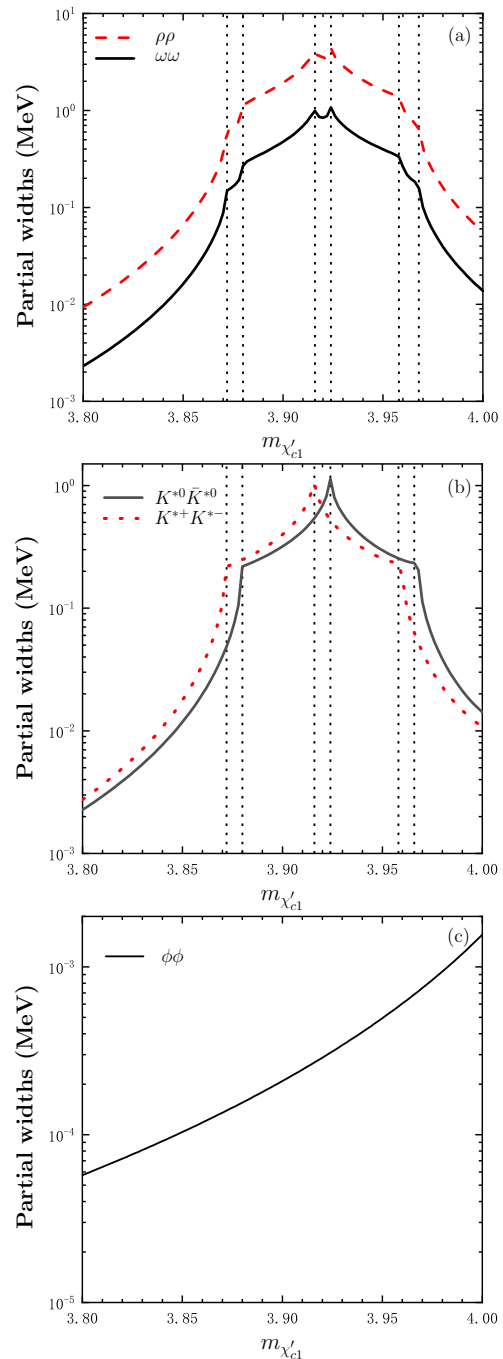 (a)
ρρ
ωω
Partial widths (MeV)
10¹
10⁰
10⁻¹
10⁻²
10⁻³
3.80 3.85 3.90 3.95 4.00
m_{χ′_{c1}}
(b)
K*⁰K̄*⁰
K*⁺K*⁻
Partial widths (MeV)
10⁰
10⁻¹
10⁻²
10⁻³
3.80 3.85 3.90 3.95 4.00
m_{χ′_{c1}}
(c)
ϕϕ
Partial widths (MeV)
10⁻³
10⁻⁴
10⁻⁵
3.80 3.85 3.90 3.95 4.00
m_{χ′_{c1}}